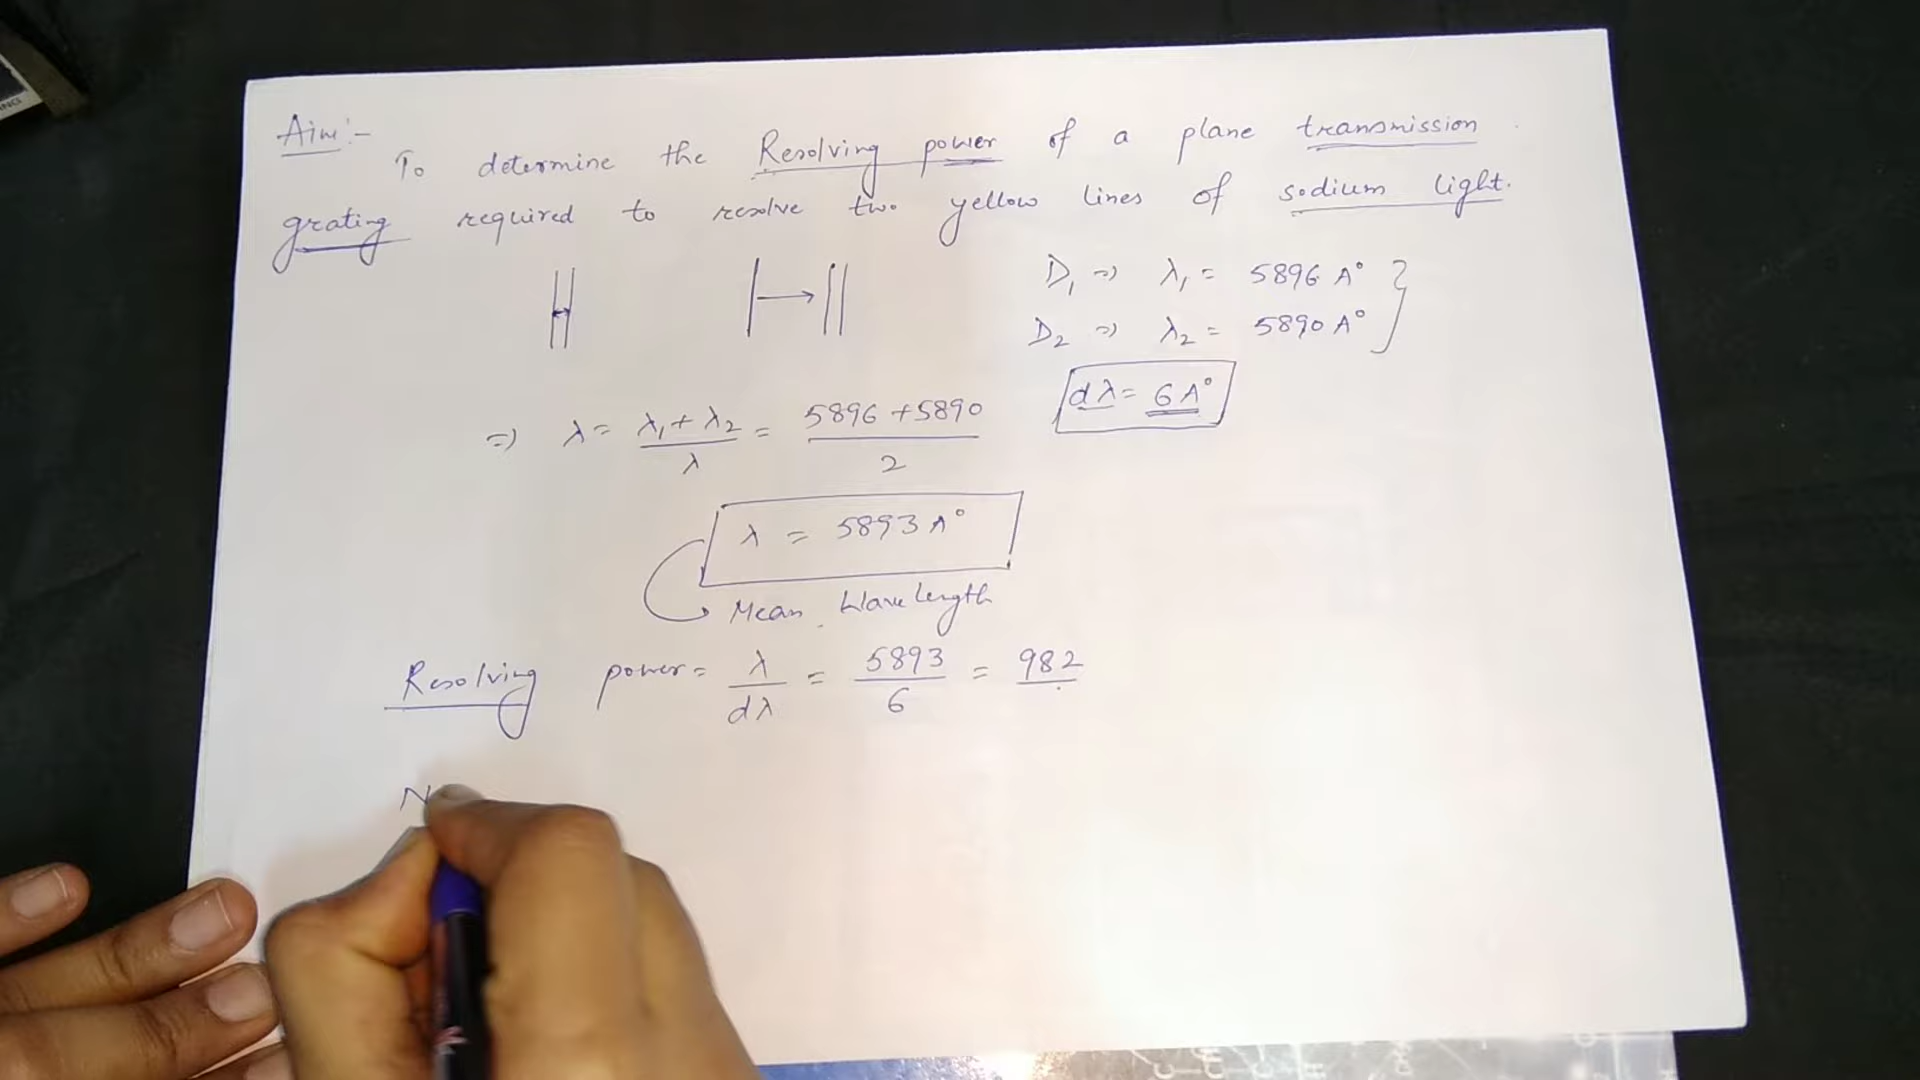 Aim:-
To determine the Resolving power of a plane transmission
grating required to resolve two yellow lines of sodium light.
D₁ => λ₁ = 5896 A°
D₂ => λ₂ = 5890 A°
dλ = 6 A°
=> λ = λ₁ + λ₂ / λ = 5896 + 5890 / 2
λ = 5893 A°
Mean Wavelength
Resolving power = λ / dλ = 5893 / 6 = 982
N